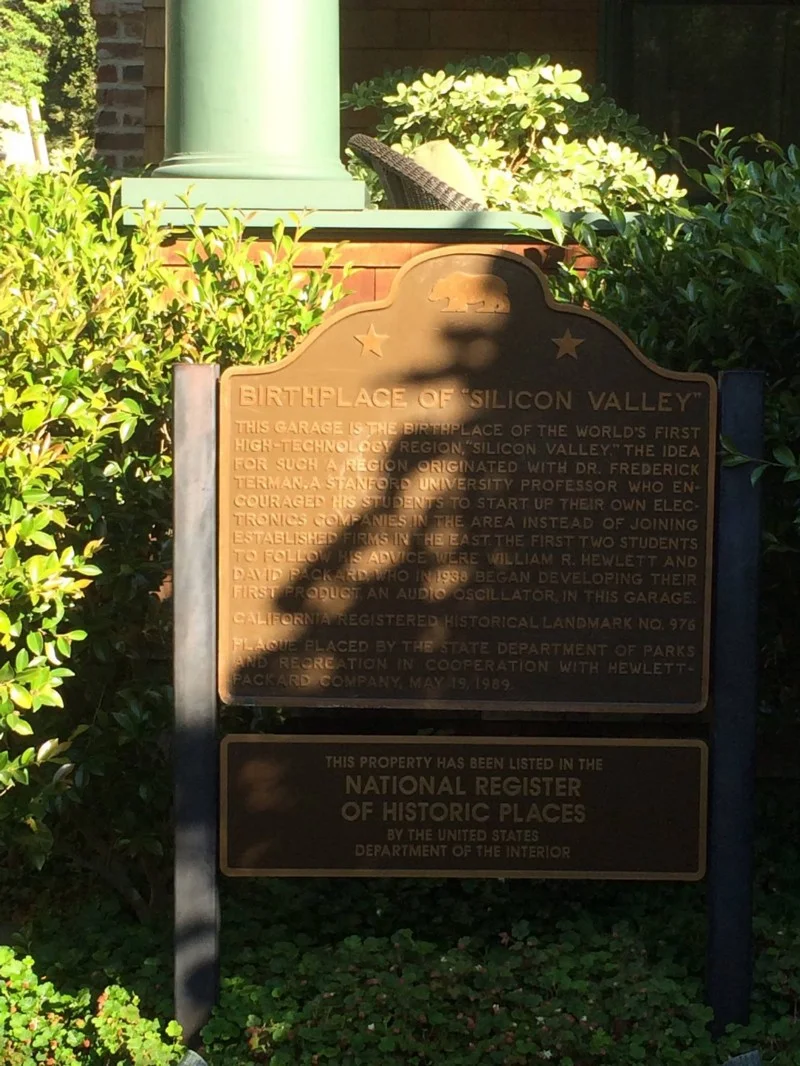 BIRTHPLACE OF "SILICON VALLEY"
THIS GARAGE IS THE BIRTHPLACE OF THE WORLD'S FIRST
HIGH-TECHNOLOGY REGION, "SILICON VALLEY." THE IDEA
FOR SUCH A REGION ORIGINATED WITH DR. FREDERICK
TERMAN, A STANFORD UNIVERSITY PROFESSOR WHO EN-
COURAGED HIS STUDENTS TO START UP THEIR OWN ELEC-
TRONICS COMPANIES IN THE AREA INSTEAD OF JOINING
ESTABLISHED FIRMS IN THE EAST. THE FIRST TWO STUDENTS
TO FOLLOW HIS ADVICE WERE WILLIAM R. HEWLETT AND
DAVID PACKARD, WHO IN 1938 BEGAN DEVELOPING THEIR
FIRST PRODUCT, AN AUDIO OSCILLATOR, IN THIS GARAGE.
CALIFORNIA REGISTERED HISTORICAL LANDMARK NO. 976
PLAQUE PLACED BY THE STATE DEPARTMENT OF PARKS
AND RECREATION IN COOPERATION WITH HEWLETT-
PACKARD COMPANY, MAY 19, 1989.
THIS PROPERTY HAS BEEN LISTED IN THE
NATIONAL REGISTER
OF HISTORIC PLACES
BY THE UNITED STATES
DEPARTMENT OF THE INTERIOR